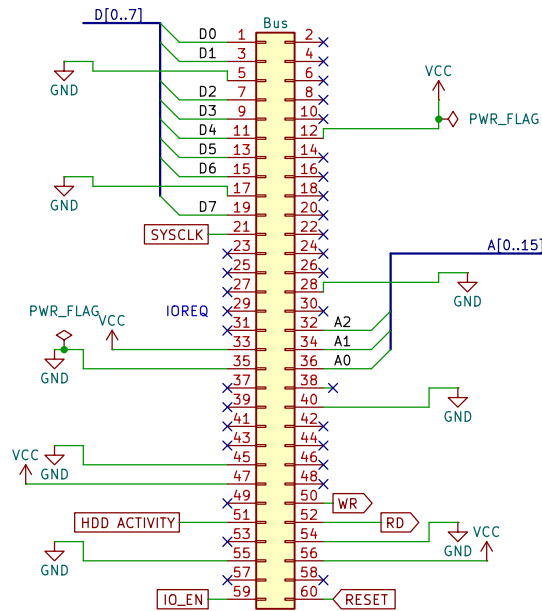 D[0..7]
Bus
D0 1 2
D1 3 4
GND 5 6
VCC
D2 7 8
D3 9 10
PWR_FLAG
D4 11 12
D5 13 14
D6 15 16
GND 17 18
D7 19 20
SYSCLK 21 22
23 24
A[0..15]
25 26
27 28
GND
IOREQ 29 30
PWR_FLAG VCC 31 32 A2
33 34 A1
GND 35 36 A0
37 38
39 40
GND
41 42
43 44
VCC GND 45 46
47 48
49 50 WR
HDD ACTIVITY 51 52 RD
53 54 VCC
GND 55 56 GND
57 58
IO_EN 59 60 RESET